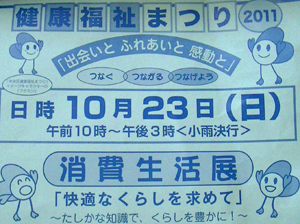 健康福祉まつり 2011
「出会いと ふれあいと 感動と」
つなぐ つながる つなげよう
日時 10月23日(日)
午前10時〜午後3時<小雨決行>
消費生活展
「快適なくらしを求めて」
〜たしかな知識で、くらしを豊かに!〜